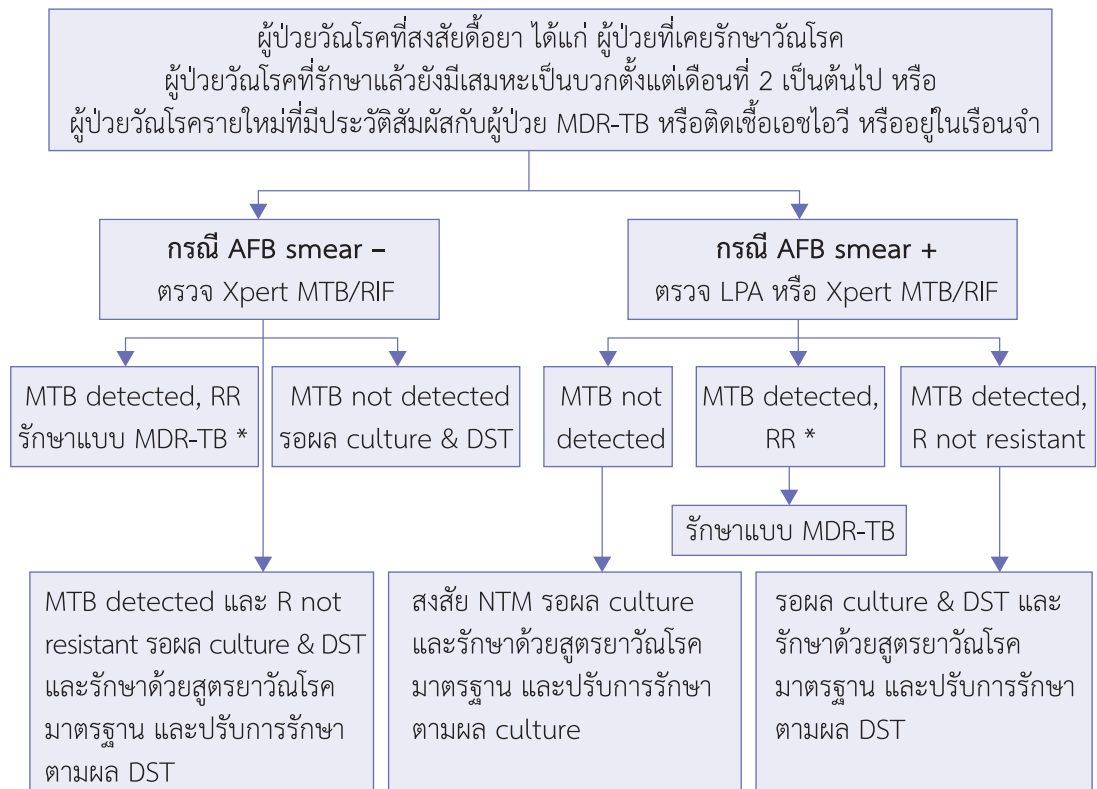 ผู้ป่วยวัณโรคที่สงสัยดื้อยา ได้แก่ ผู้ป่วยที่เคยรักษาวัณโรค
ผู้ป่วยวัณโรคที่รักษาแล้วยังมีเสมหะเป็นบวกตั้งแต่เดือนที่ 2 เป็นต้นไป หรือ
ผู้ป่วยวัณโรครายใหม่ที่มีประวัติสัมผัสกับผู้ป่วย MDR-TB หรือติดเชื้อเอชไอวี หรืออยู่ในเรือนจำ
กรณี AFB smear –
ตรวจ Xpert MTB/RIF
กรณี AFB smear +
ตรวจ LPA หรือ Xpert MTB/RIF
MTB detected, RR
รักษาแบบ MDR-TB *
MTB not detected
รอผล culture & DST
MTB not
detected
MTB detected,
RR *
MTB detected,
R not resistant
รักษาแบบ MDR-TB
MTB detected และ R not
resistant รอผล culture & DST
และรักษาด้วยสูตรยาวัณโรค
มาตรฐาน และปรับการรักษา
ตามผล DST
สงสัย NTM รอผล culture
และรักษาด้วยสูตรยาวัณโรค
มาตรฐาน และปรับการรักษา
ตามผล culture
รอผล culture & DST และ
รักษาด้วยสูตรยาวัณโรค
มาตรฐาน และปรับการรักษา
ตามผล DST